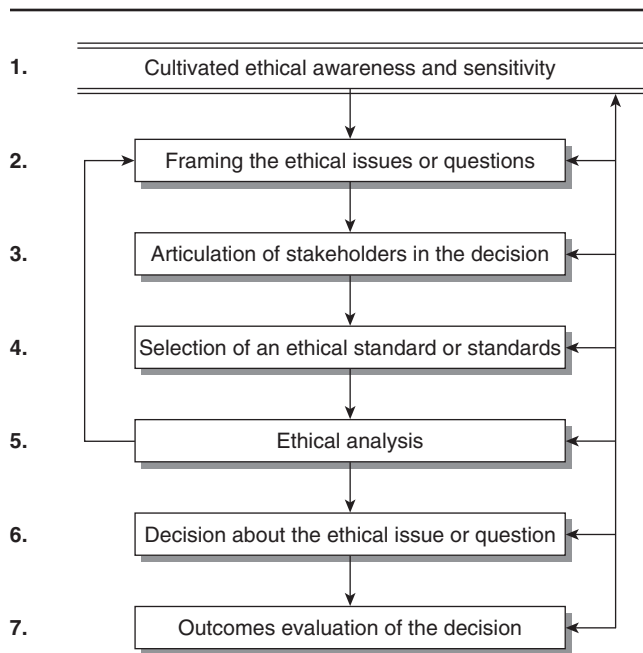 1. Cultivated ethical awareness and sensitivity
2. Framing the ethical issues or questions
3. Articulation of stakeholders in the decision
4. Selection of an ethical standard or standards
5. Ethical analysis
6. Decision about the ethical issue or question
7. Outcomes evaluation of the decision